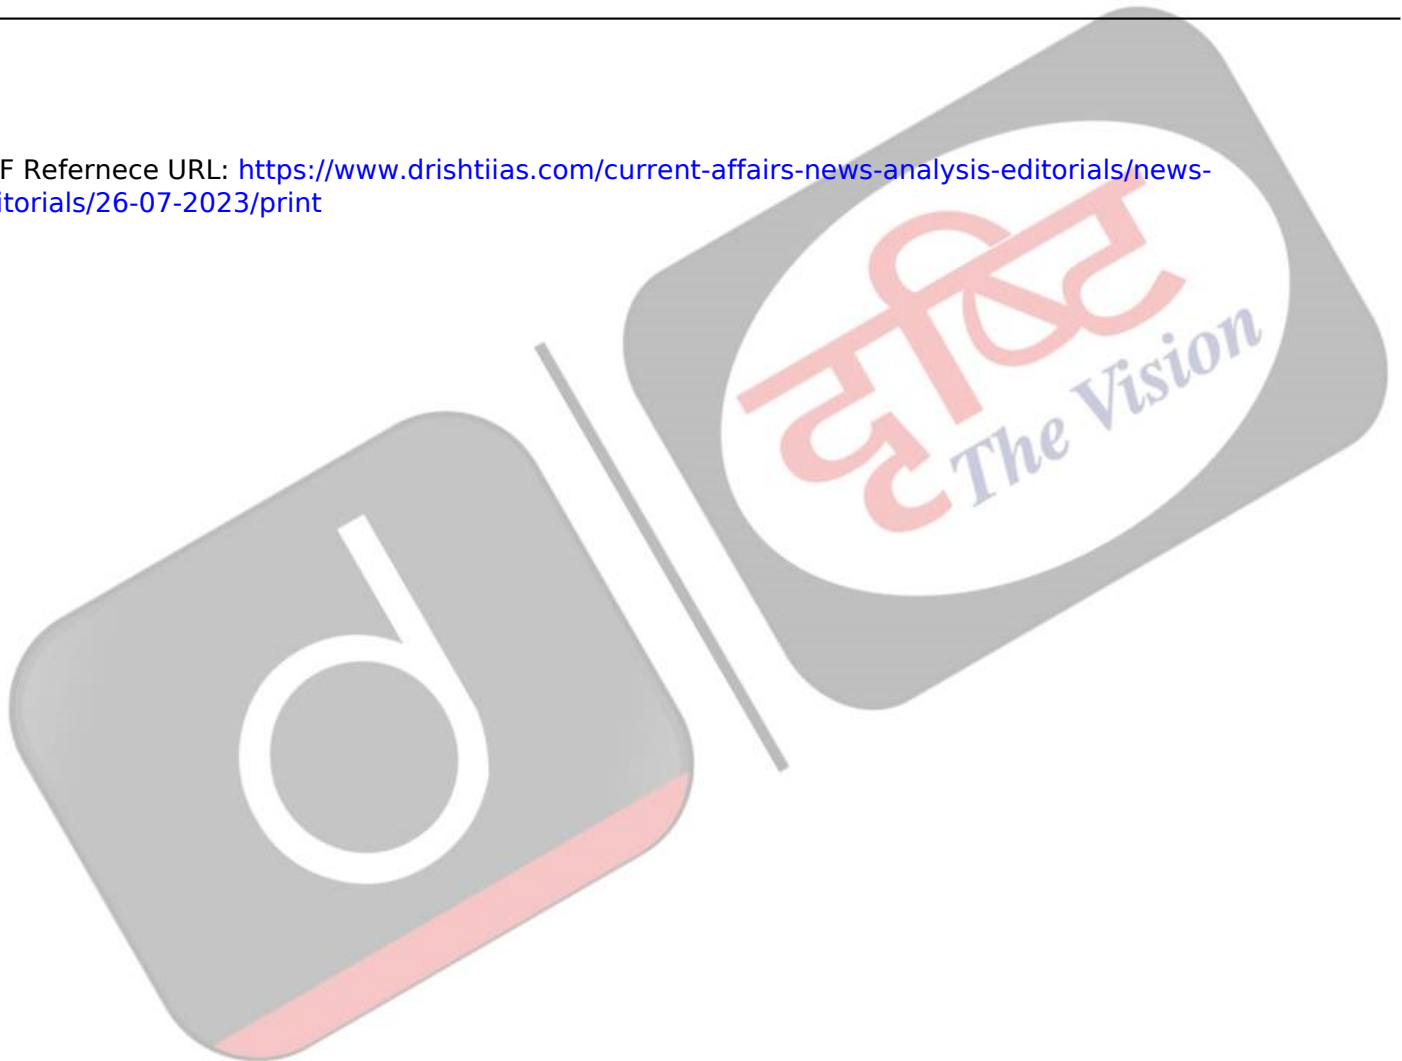 F Refernece URL: https://www.drishtiias.com/current-affairs-news-analysis-editorials/news-
itorials/26-07-2023/print
दृष्टि
The Vision
d